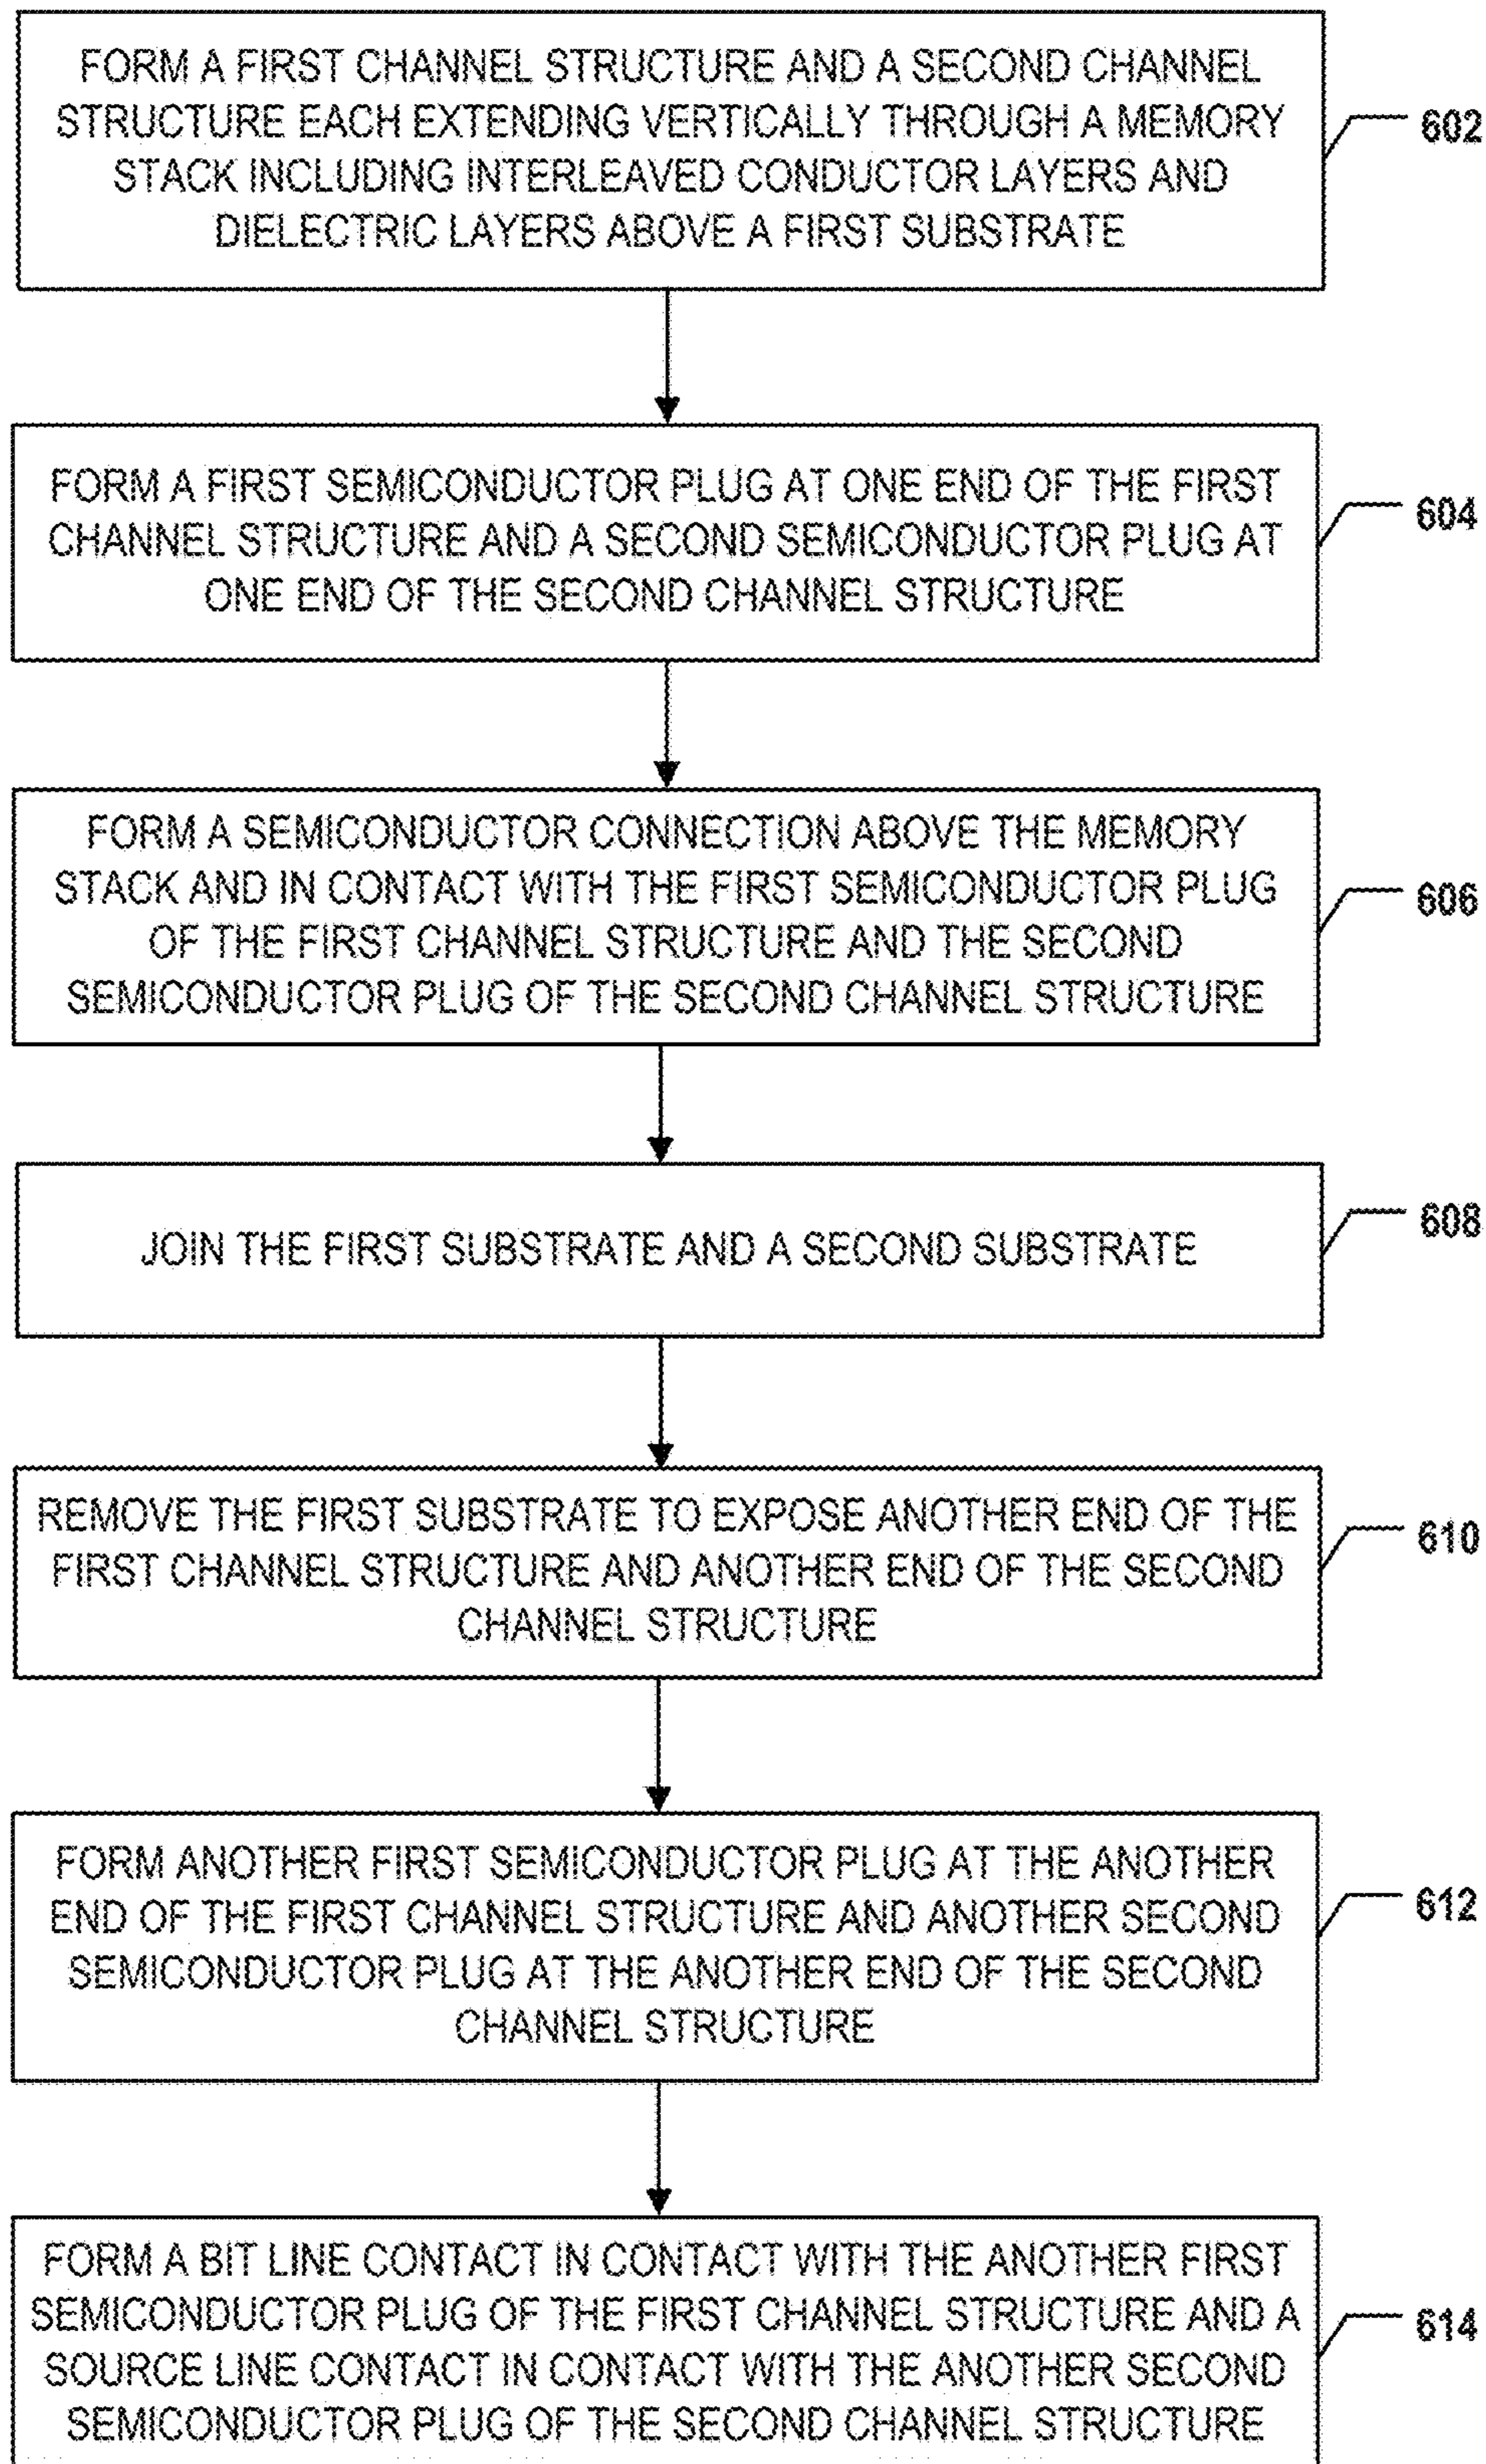 FORM A FIRST CHANNEL STRUCTURE AND A SECOND CHANNEL
STRUCTURE EACH EXTENDING VERTICALLY THROUGH A MEMORY
STACK INCLUDING INTERLEAVED CONDUCTOR LAYERS AND
DIELECTRIC LAYERS ABOVE A FIRST SUBSTRATE
602
FORM A FIRST SEMICONDUCTOR PLUG AT ONE END OF THE FIRST
CHANNEL STRUCTURE AND A SECOND SEMICONDUCTOR PLUG AT
ONE END OF THE SECOND CHANNEL STRUCTURE
604
FORM A SEMICONDUCTOR CONNECTION ABOVE THE MEMORY
STACK AND IN CONTACT WITH THE FIRST SEMICONDUCTOR PLUG
OF THE FIRST CHANNEL STRUCTURE AND THE SECOND
SEMICONDUCTOR PLUG OF THE SECOND CHANNEL STRUCTURE
606
JOIN THE FIRST SUBSTRATE AND A SECOND SUBSTRATE
608
REMOVE THE FIRST SUBSTRATE TO EXPOSE ANOTHER END OF THE
FIRST CHANNEL STRUCTURE AND ANOTHER END OF THE SECOND
CHANNEL STRUCTURE
610
FORM ANOTHER FIRST SEMICONDUCTOR PLUG AT THE ANOTHER
END OF THE FIRST CHANNEL STRUCTURE AND ANOTHER SECOND
SEMICONDUCTOR PLUG AT THE ANOTHER END OF THE SECOND
CHANNEL STRUCTURE
612
FORM A BIT LINE CONTACT IN CONTACT WITH THE ANOTHER FIRST
SEMICONDUCTOR PLUG OF THE FIRST CHANNEL STRUCTURE AND A
SOURCE LINE CONTACT IN CONTACT WITH THE ANOTHER SECOND
SEMICONDUCTOR PLUG OF THE SECOND CHANNEL STRUCTURE
614